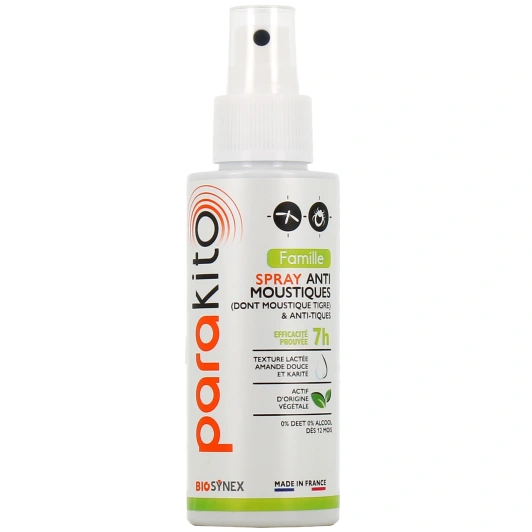 parakito
Famille
SPRAY ANTI
MOUSTIQUES
(DONT MOUSTIQUE TIGRE)
& ANTI-TIQUES
EFFICACITÉ
PROUVÉE 7h
TEXTURE LACTÉE
AMANDE DOUCE
ET KARITÉ
ACTIF
D'ORIGINE
VEGÉTALE
0% DEET 0% ALCOOL
DÈS 12 MOIS
BIOSYNEX
MADE IN FRANCE